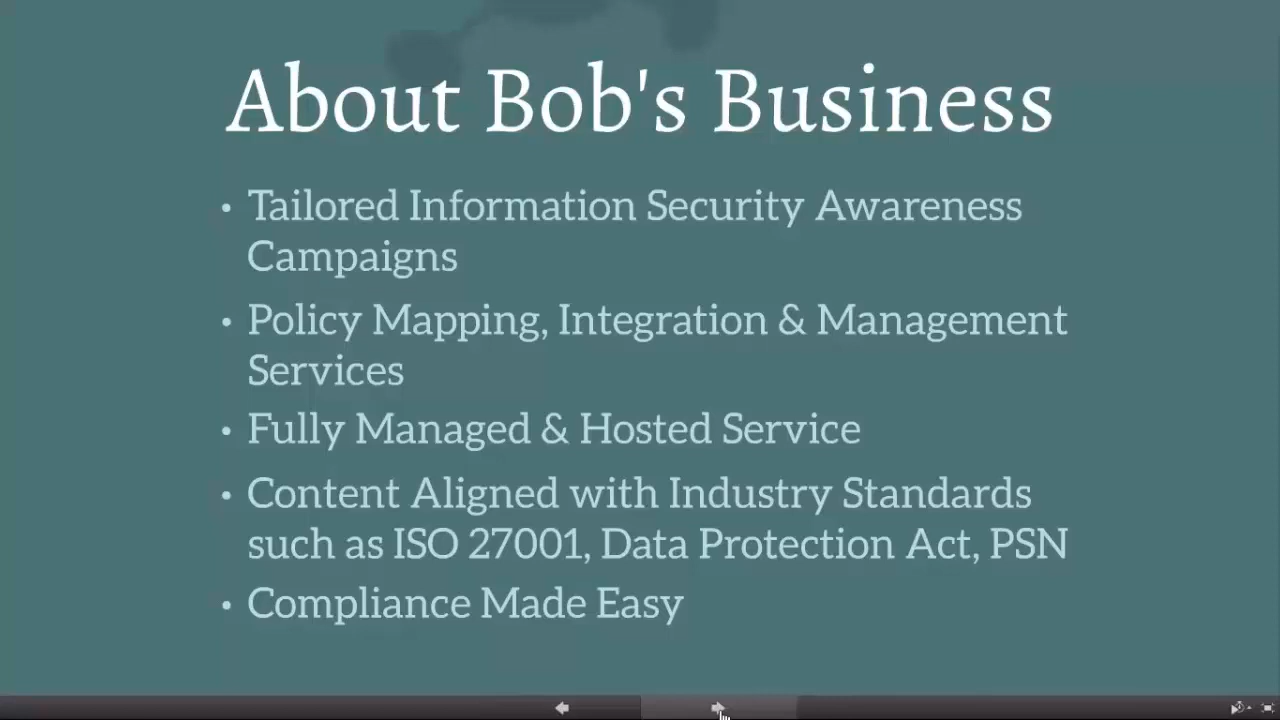 About Bob's Business
• Tailored Information Security Awareness
Campaigns
• Policy Mapping, Integration & Management
Services
• Fully Managed & Hosted Service
• Content Aligned with Industry Standards
such as ISO 27001, Data Protection Act, PSN
• Compliance Made Easy